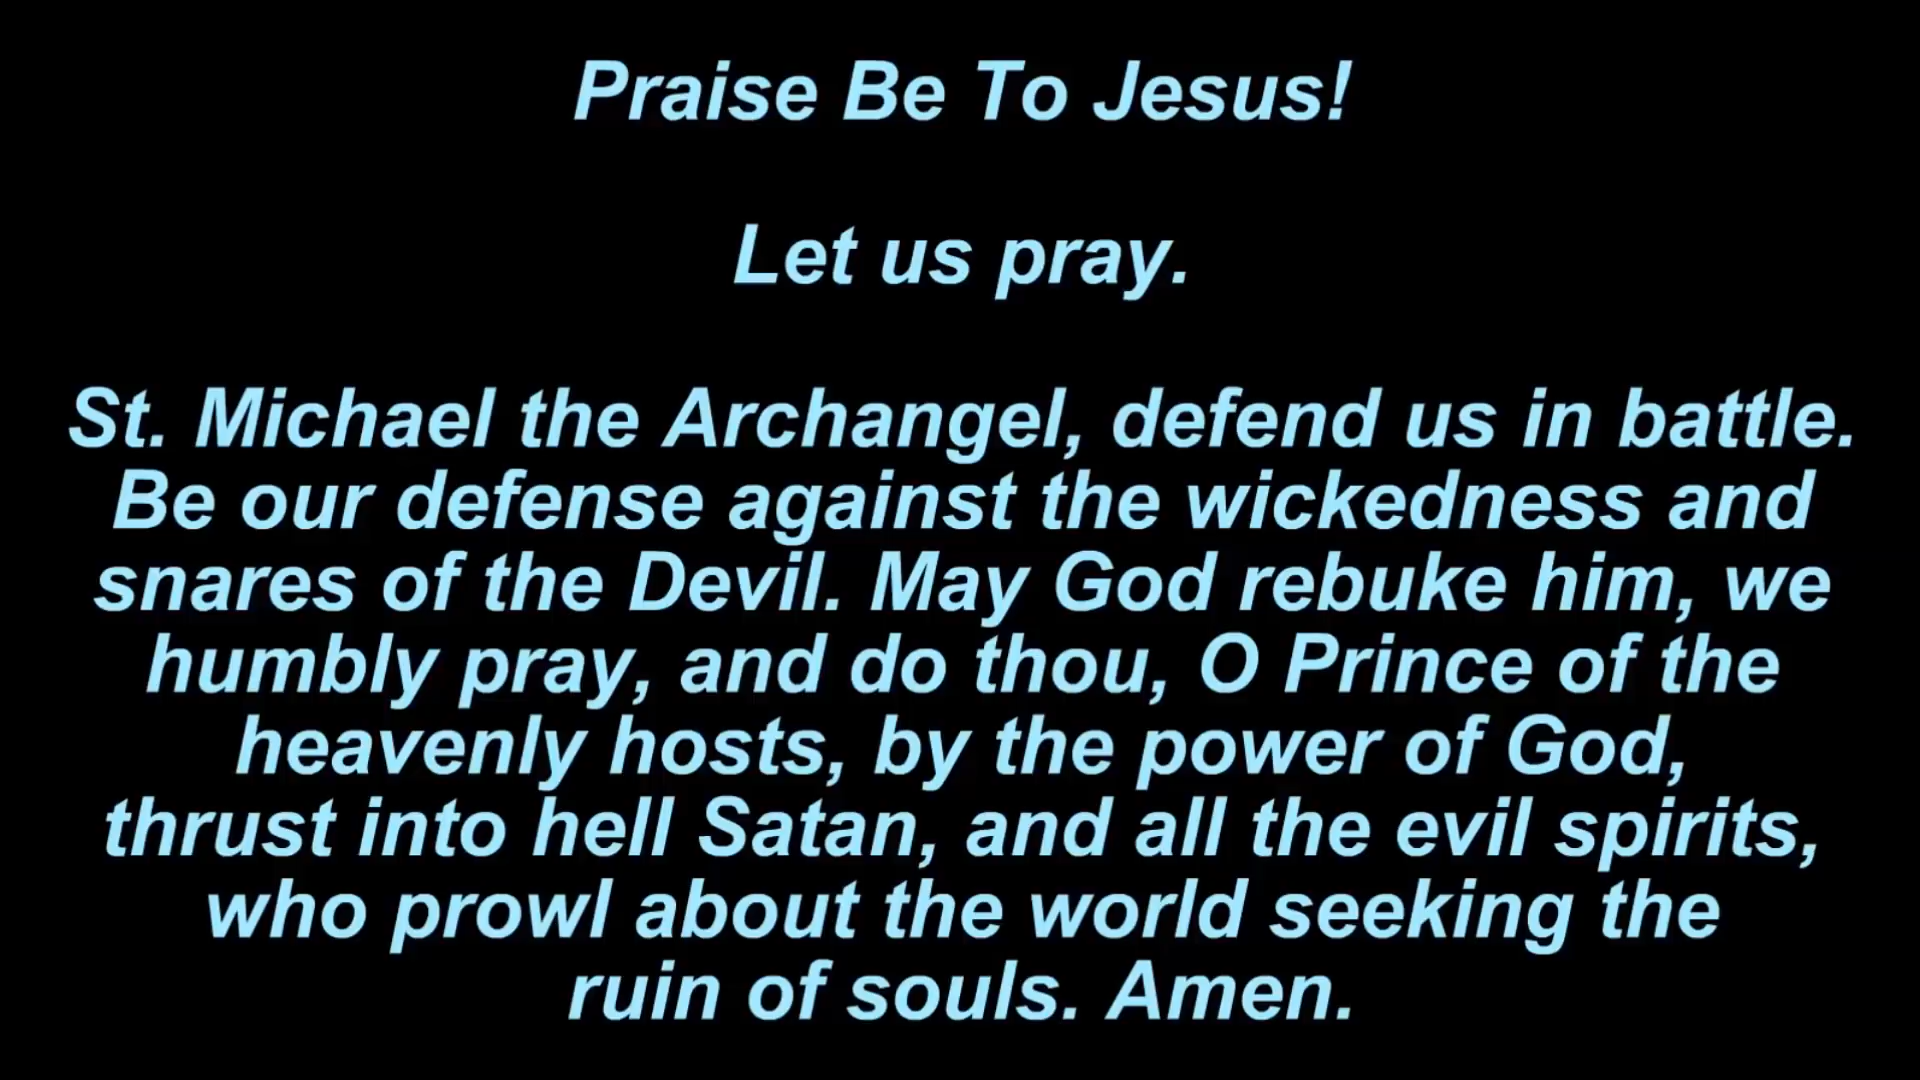 Praise Be To Jesus!
Let us pray.
St. Michael the Archangel, defend us in battle.
Be our defense against the wickedness and
snares of the Devil. May God rebuke him, we
humbly pray, and do thou, O Prince of the
heavenly hosts, by the power of God,
thrust into hell Satan, and all the evil spirits,
who prowl about the world seeking the
ruin of souls. Amen.